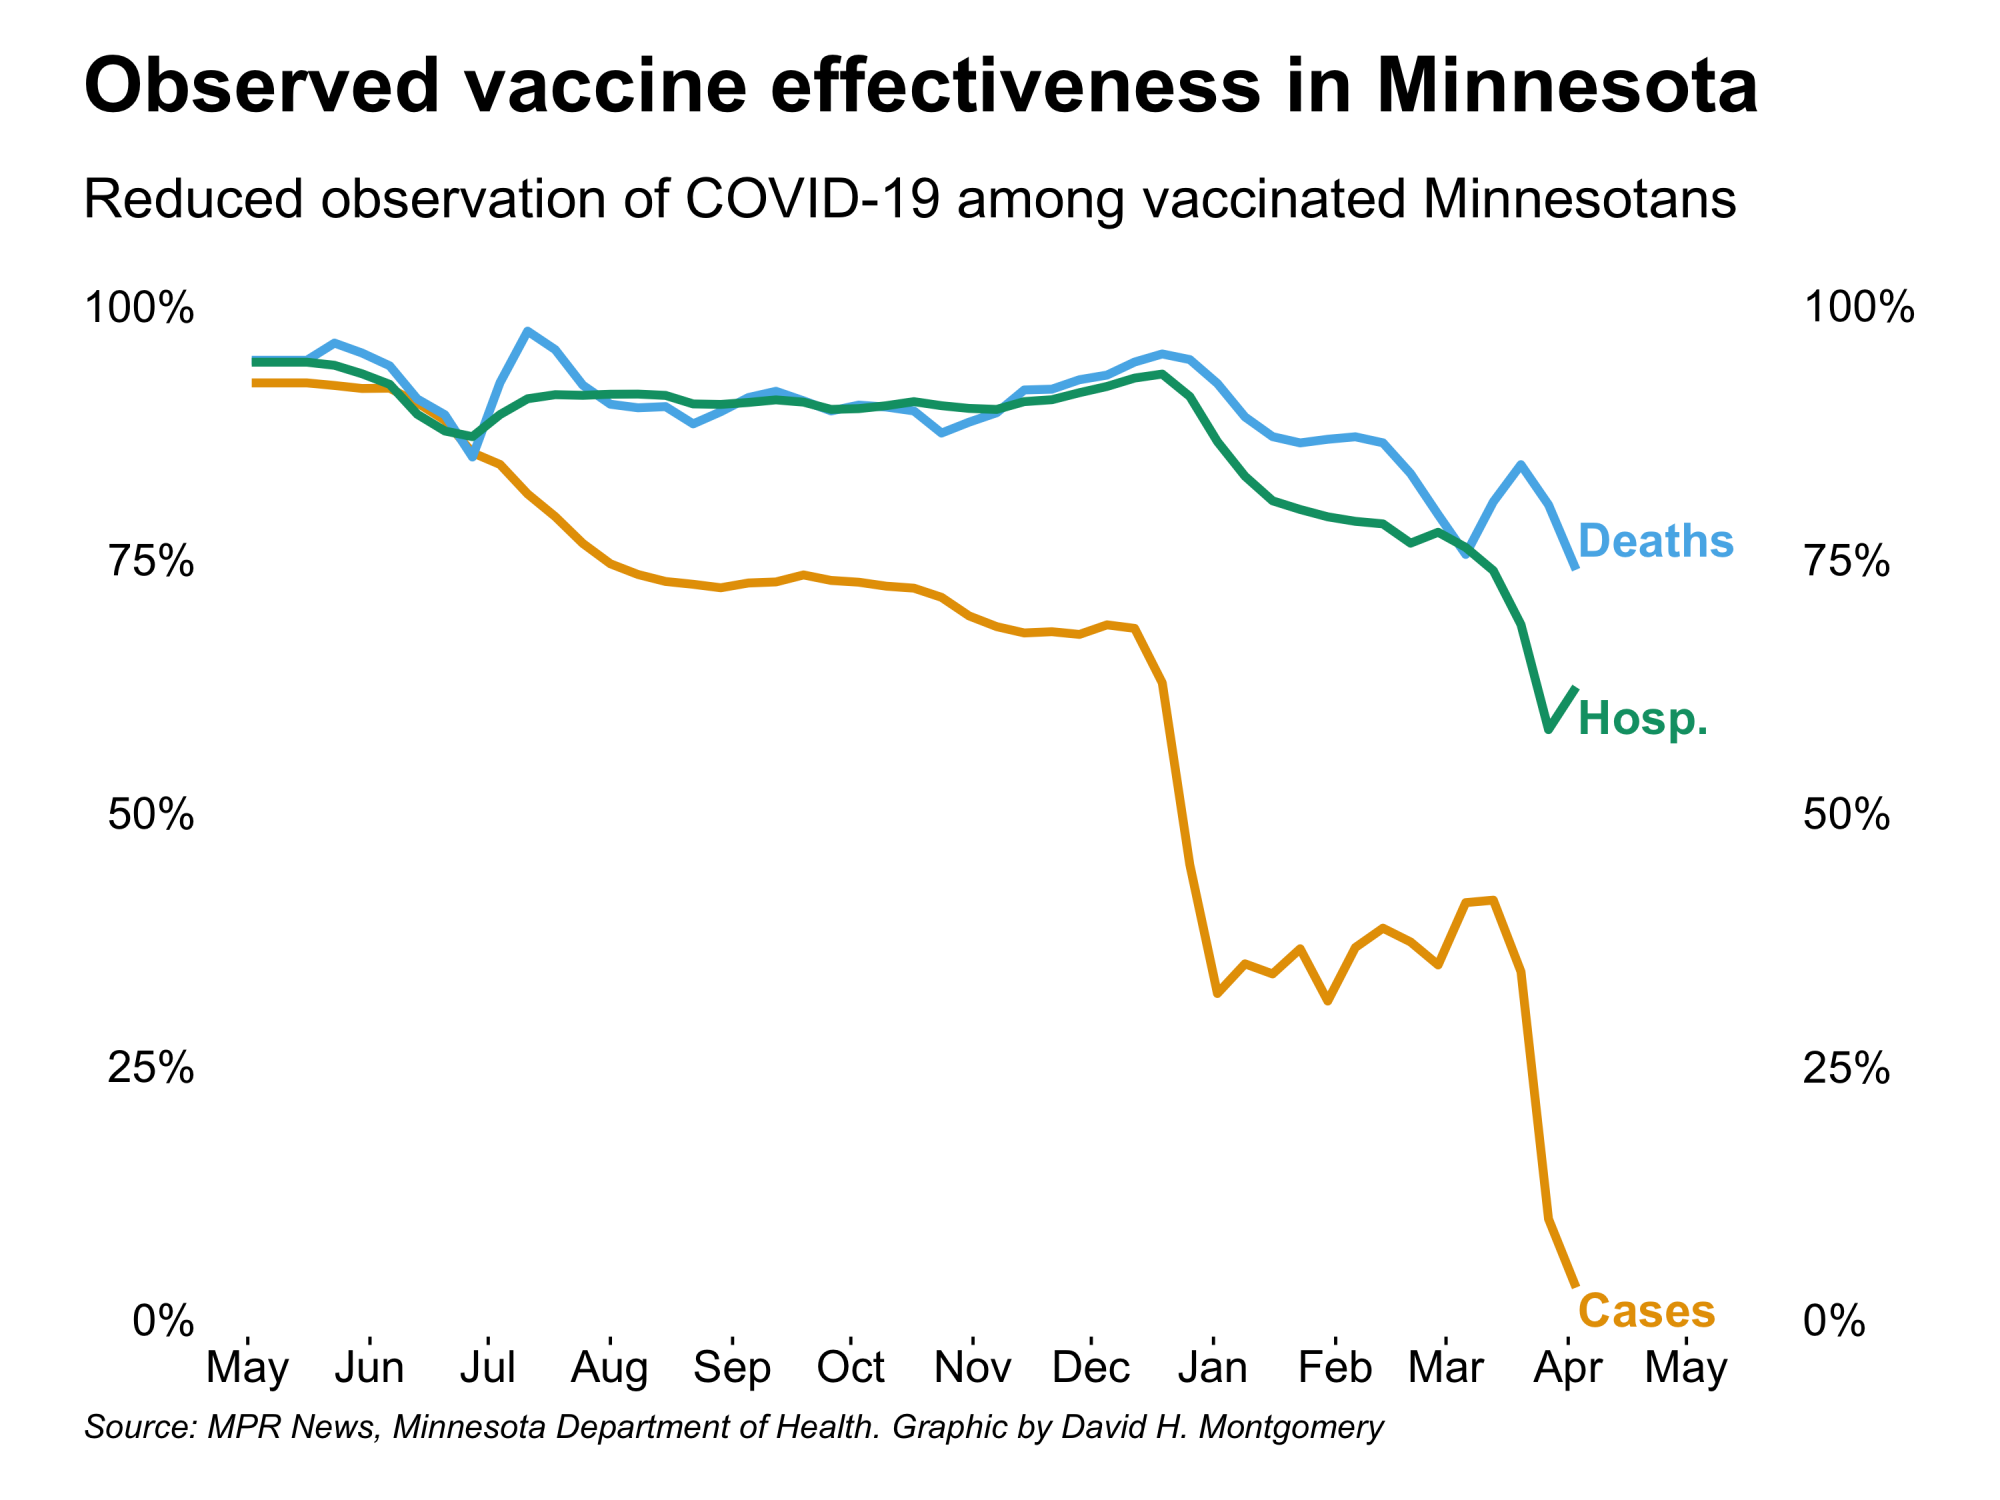 Observed vaccine effectiveness in Minnesota
Reduced observation of COVID-19 among vaccinated Minnesotans
100% 100%
Deaths
75% 75%
Hosp.
50% 50%
25% 25%
Cases
0% 0%
May Jun Jul Aug Sep Oct Nov Dec Jan Feb Mar Apr May
Source: MPR News, Minnesota Department of Health. Graphic by David H. Montgomery